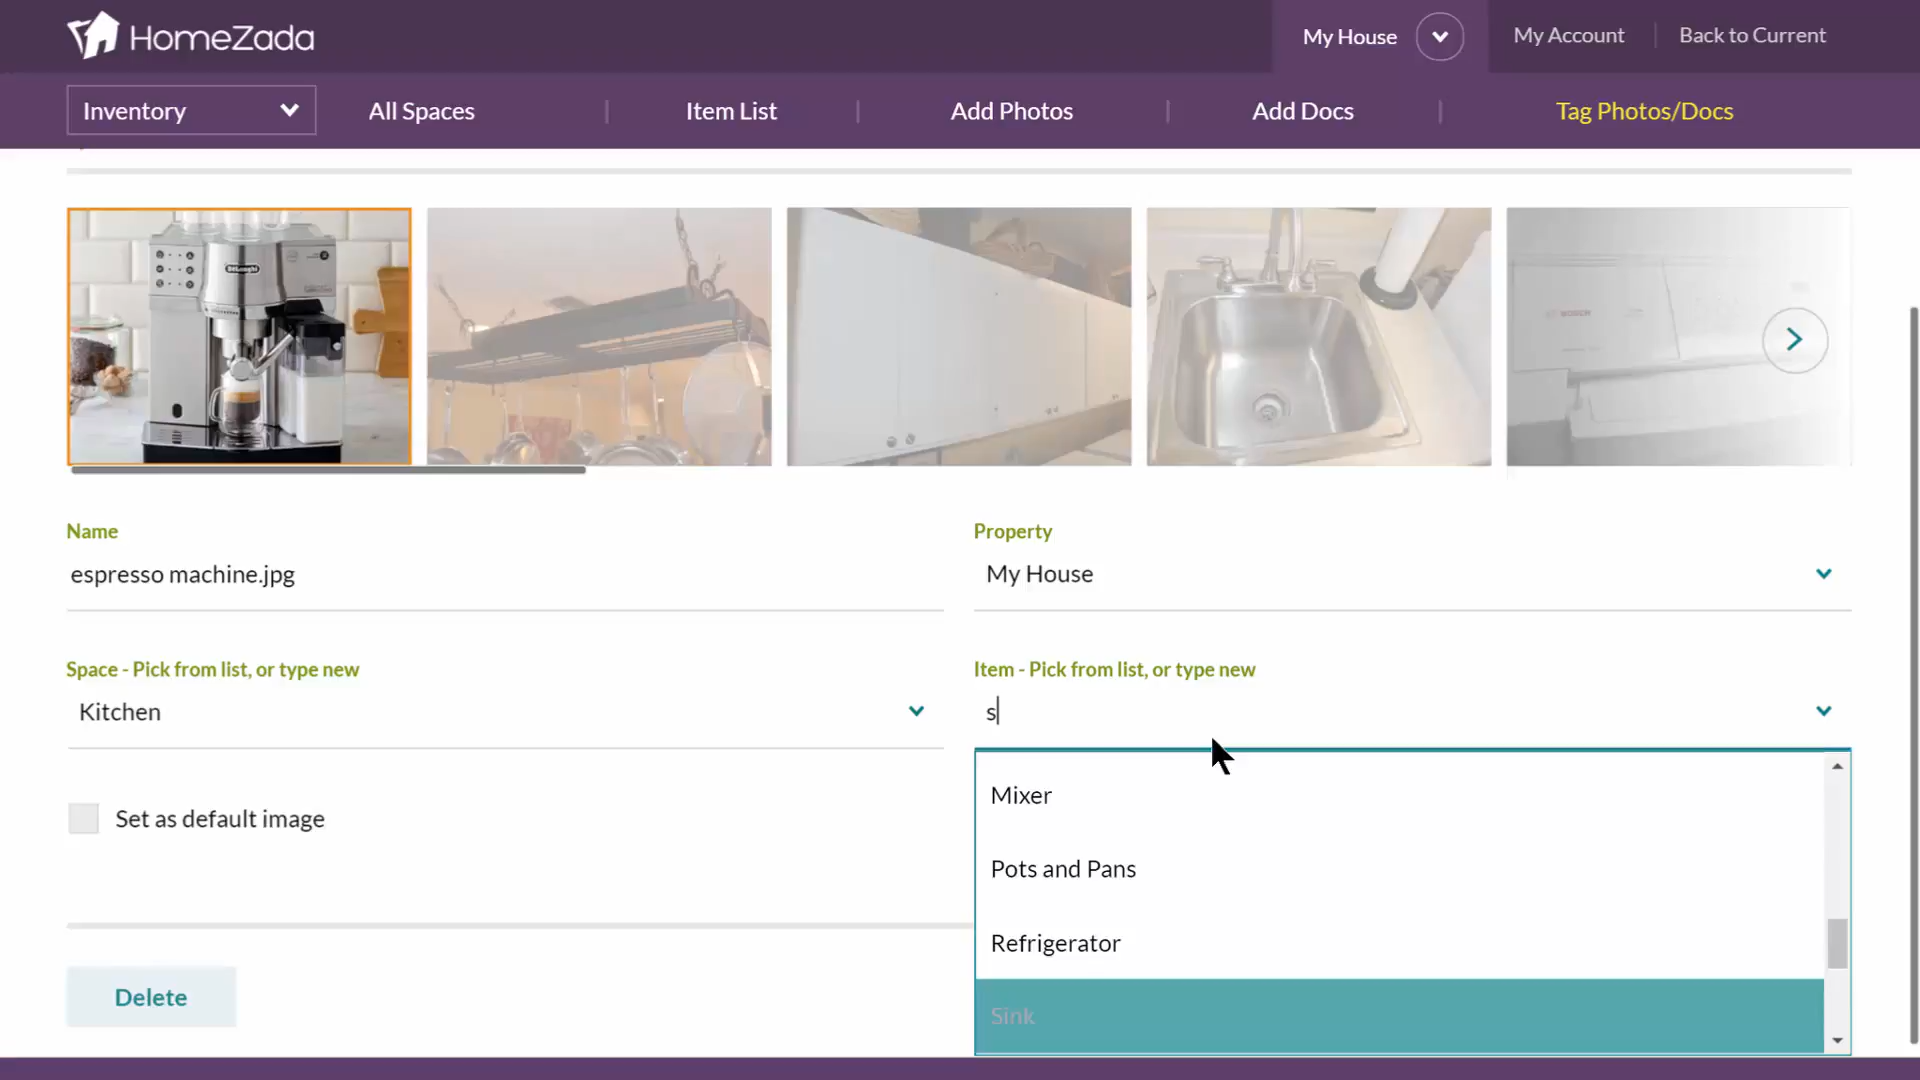 HomeZada
My House
My Account
Back to Current
Inventory
All Spaces
Item List
Add Photos
Add Docs
Tag Photos/Docs
DeLonghi
BOSCH
Name
espresso machine.jpg
Property
My House
Space - Pick from list, or type new
Kitchen
Item - Pick from list, or type new
s
Set as default image
Mixer
Pots and Pans
Refrigerator
Sink
Delete